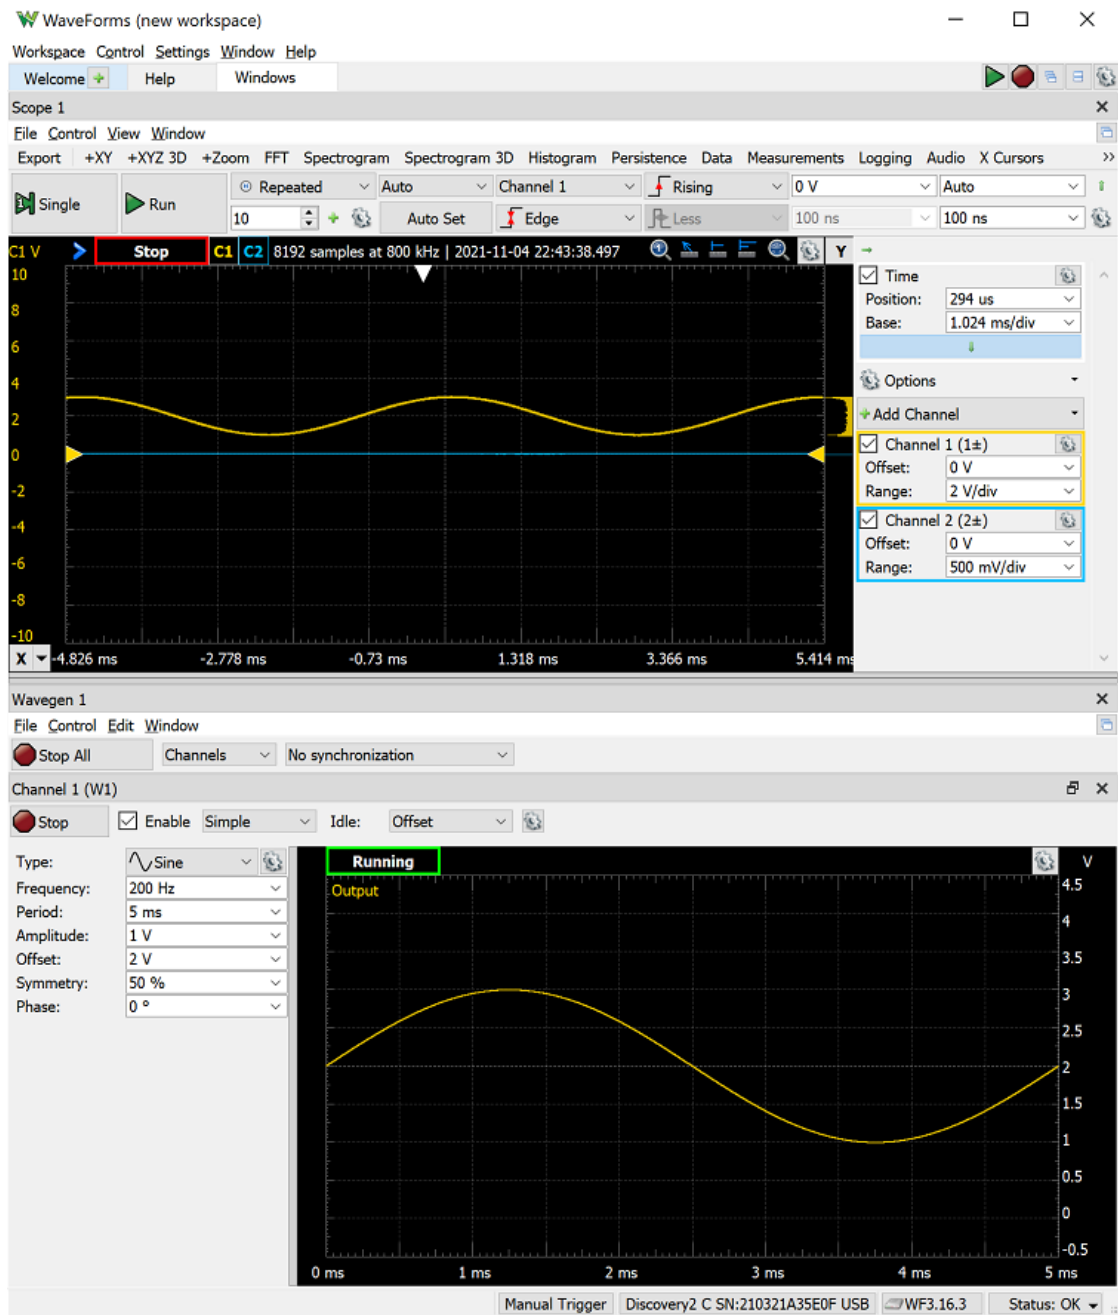 WaveForms (new workspace)
Workspace Control Settings Window Help
Welcome Help Windows
Scope 1
File Control View Window
Export +XY +XYZ 3D +Zoom FFT Spectrogram Spectrogram 3D Histogram Persistence Data Measurements Logging Audio X Cursors »
Single Run Repeated Auto Channel 1 Rising 0 V Auto
10 Auto Set Edge Less 100 ns 100 ns
C1 V Stop C1 C2 8192 samples at 800 kHz | 2021-11-04 22:43:38.497 Y
10
8
6
4
2
0
-2
-4
-6
-8
-10
X -4.826 ms -2.778 ms -0.73 ms 1.318 ms 3.366 ms 5.414 ms
Time
Position: 294 us
Base: 1.024 ms/div
Options
Add Channel
Channel 1 (1±)
Offset: 0 V
Range: 2 V/div
Channel 2 (2±)
Offset: 0 V
Range: 500 mV/div
Wavegen 1
File Control Edit Window
Stop All Channels No synchronization
Channel 1 (W1)
Stop Enable Simple Idle: Offset
Type: Sine
Frequency: 200 Hz
Period: 5 ms
Amplitude: 1 V
Offset: 2 V
Symmetry: 50 %
Phase: 0 °
Running V
Output
4.5
4
3.5
3
2.5
2
1.5
1
0.5
0
-0.5
0 ms 1 ms 2 ms 3 ms 4 ms 5 ms
Manual Trigger Discovery2 C SN:210321A35E0F USB WF3.16.3 Status: OK